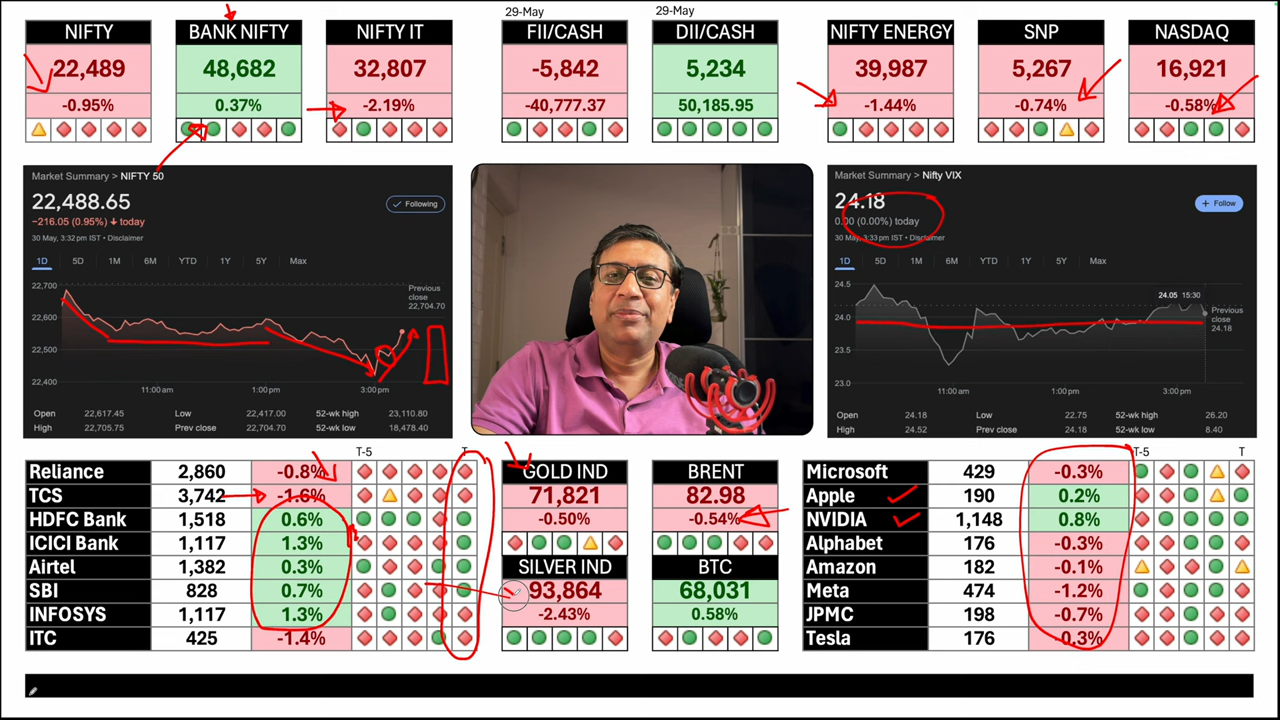 29-May
29-May
NIFTY
BANK NIFTY
NIFTY IT
FII/CASH
DII/CASH
NIFTY ENERGY
SNP
NASDAQ
22,489
48,682
32,807
-5,842
5,234
39,987
5,267
16,921
-0.95%
0.37%
-2.19%
-40,777.37
50,185.95
-1.44%
-0.74%
-0.58%
Market Summary > NIFTY 50
22,488.65
−216.05 (0.95%) ↓ today
30 May, 3:32 pm IST • Disclaimer
✓ Following
1D 5D 1M 6M YTD 1Y 5Y Max
22,700
22,600
22,500
22,400
Previous
close
22,704.70
11:00 am 1:00 pm 3:00 pm
Open 22,617.45 Low 22,417.00 52-wk high 23,110.80
High 22,705.75 Prev close 22,704.70 52-wk low 18,478.40
Market Summary > Nifty VIX
24.18
0.00 (0.00%) today
30 May, 3:33 pm IST • Disclaimer
+ Follow
1D 5D 1M 6M YTD 1Y 5Y Max
24.5
24.0
23.5
23.0
24.05 15:30
Previous
close
24.18
11:00 am 1:00 pm 3:00 pm
Open 24.18 Low 22.75 52-wk high 26.20
High 24.52 Prev close 24.18 52-wk low 8.40
T-5 T
Reliance 2,860 -0.8%
TCS 3,742 -1.6%
HDFC Bank 1,518 0.6%
ICICI Bank 1,117 1.3%
Airtel 1,382 0.3%
SBI 828 0.7%
INFOSYS 1,117 1.3%
ITC 425 -1.4%
GOLD IND
71,821
-0.50%
SILVER IND
93,864
-2.43%
BRENT
82.98
-0.54%
BTC
68,031
0.58%
T-5 T
Microsoft 429 -0.3%
Apple 190 0.2%
NVIDIA 1,148 0.8%
Alphabet 176 -0.3%
Amazon 182 -0.1%
Meta 474 -1.2%
JPMC 198 -0.7%
Tesla 176 -0.3%